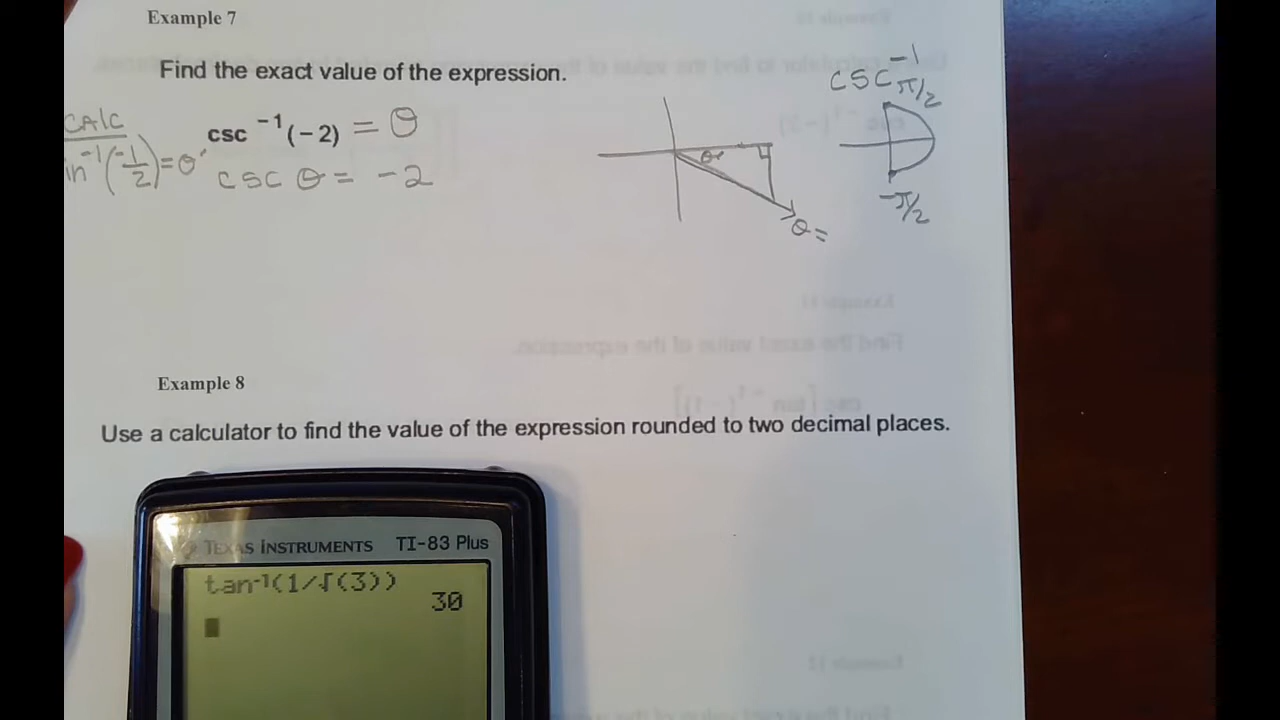 Example 7
Find the exact value of the expression.
CALC
in⁻¹(-1/2) = θ'
csc ⁻¹(−2) = θ
csc θ = -2
θ'
θ =
csc⁻¹
π/2
-π/2
Example 8
Use a calculator to find the value of the expression rounded to two decimal places.
TEXAS INSTRUMENTS TI-83 Plus
tan⁻¹(1/√(3))
30